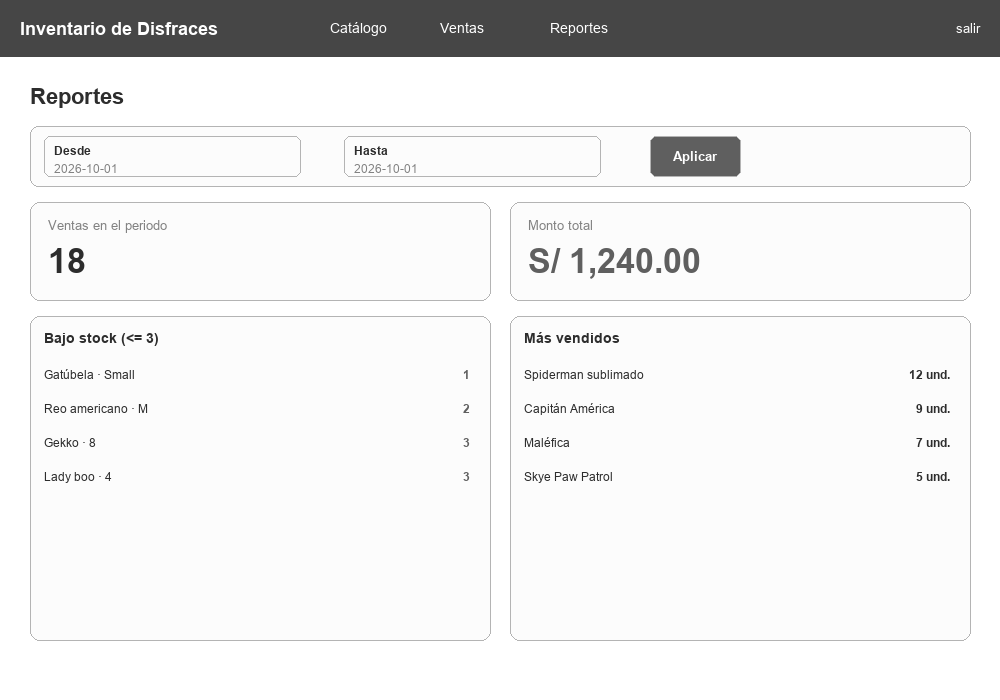 Inventario de Disfraces
Catálogo
Ventas
Reportes
salir
Reportes
Desde
2026-10-01
Hasta
2026-10-01
Aplicar
Ventas en el periodo
18
Monto total
S/ 1,240.00
Bajo stock (<= 3)
Gatúbela · Small 1
Reo americano · M 2
Gekko · 8 3
Lady boo · 4 3
Más vendidos
Spiderman sublimado 12 und.
Capitán América 9 und.
Maléfica 7 und.
Skye Paw Patrol 5 und.